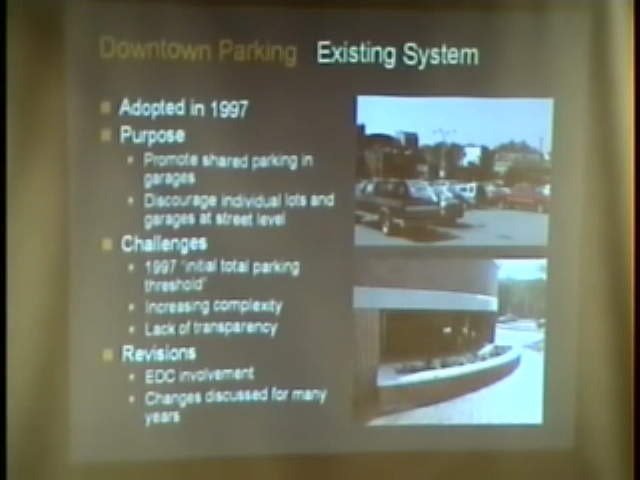 Downtown Parking Existing System
Adopted in 1997
Purpose
Promote shared parking in
garages
Discourage individual lots and
garages at street level
Challenges
1997 "initial total parking
threshold"
Increasing complexity
Lack of transparency
Revisions
EDC involvement
Changes discussed for many
years